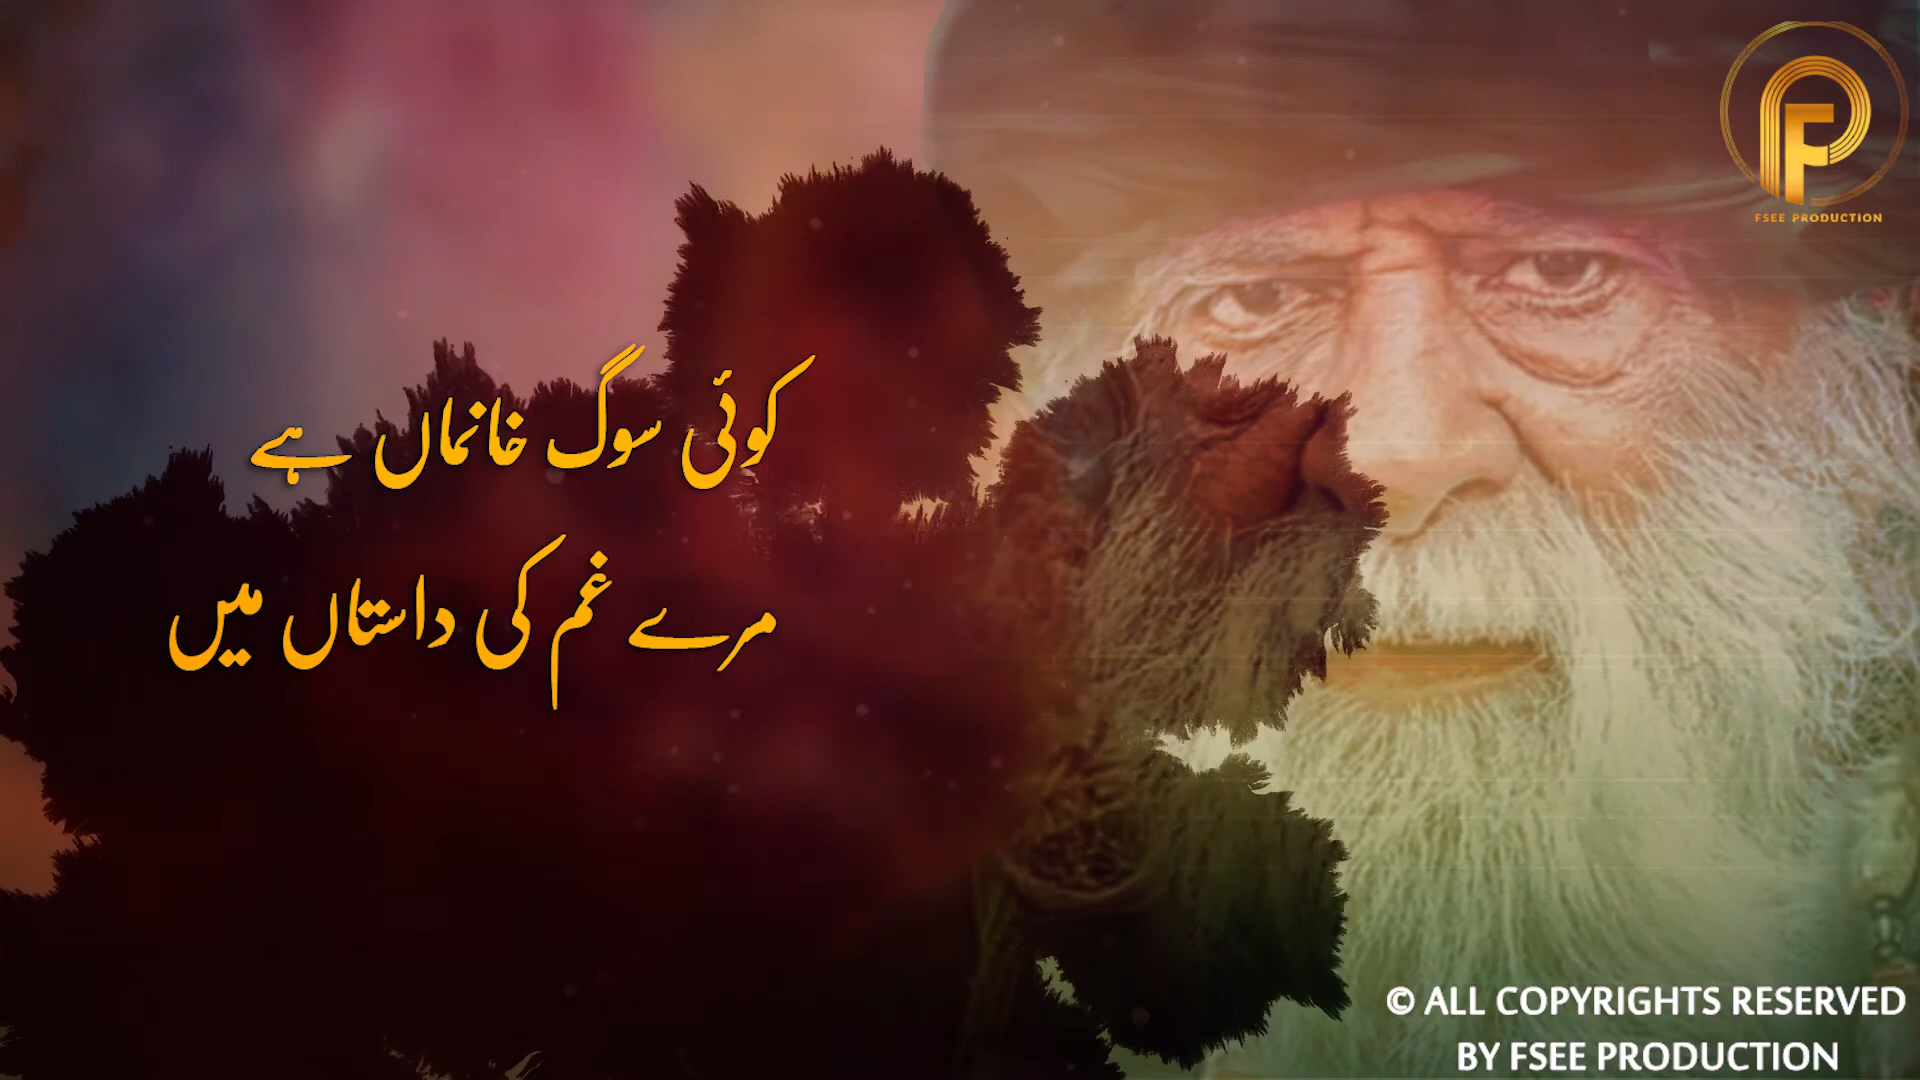 FSEE PRODUCTION
کوئی سوگ خانماں ہے
مرے غم کی داستاں میں
© ALL COPYRIGHTS RESERVED
BY FSEE PRODUCTION